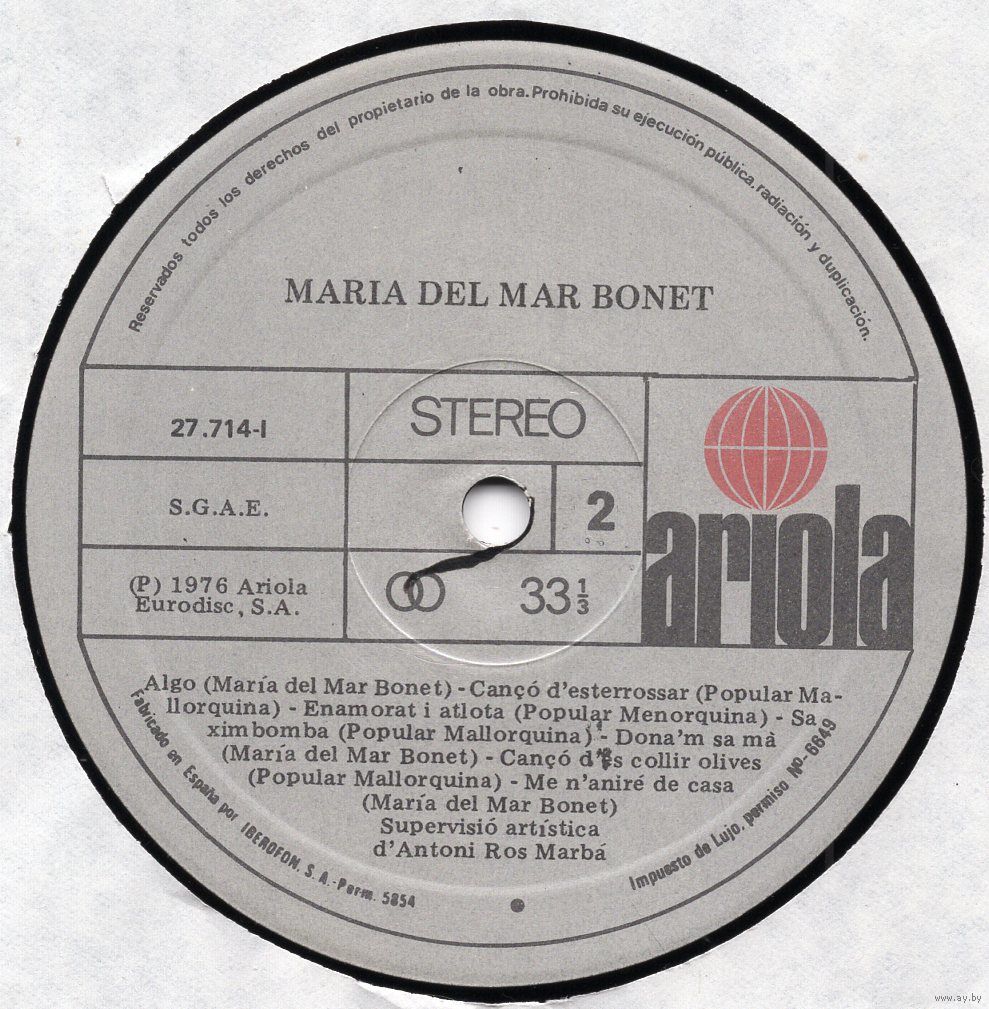 Reservados todos los derechos del propietario de la obra. Prohibida su ejecución pública, radiación y duplicación.
MARIA DEL MAR BONET
27.714-I
STEREO
S.G.A.E.
2
(P) 1976 Ariola
Eurodisc, S.A.
33 1/3
ariola
Algo (María del Mar Bonet) - Cançó d'esterrossar (Popular Ma-
llorquina) - Enamorat i atlota (Popular Menorquina) - Sa
ximbomba (Popular Mallorquina) - Dona'm sa mà
(María del Mar Bonet) - Cançó d'es collir olives
(Popular Mallorquina) - Me n'aniré de casa
(María del Mar Bonet)
Supervisió artística
d'Antoni Ros Marbá
Fabricado en España por IBEROFON, S. A.-Perm. 5854
Impuesto de Lujo, permiso Nº-6649
www.ay.by